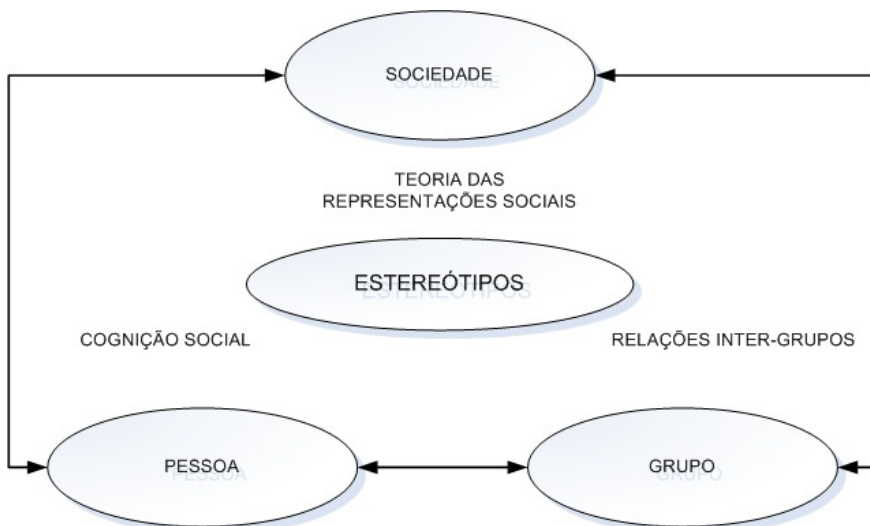 SOCIEDADE
TEORIA DAS
REPRESENTAÇÕES SOCIAIS
ESTEREÓTIPOS
COGNIÇÃO SOCIAL
RELAÇÕES INTER-GRUPOS
PESSOA
GRUPO